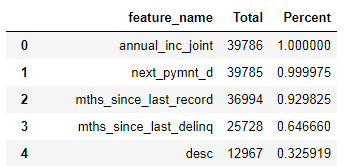 feature_name Total Percent
0 annual_inc_joint 39786 1.000000
1 next_pymnt_d 39785 0.999975
2 mths_since_last_record 36994 0.929825
3 mths_since_last_delinq 25728 0.646660
4 desc 12967 0.325919